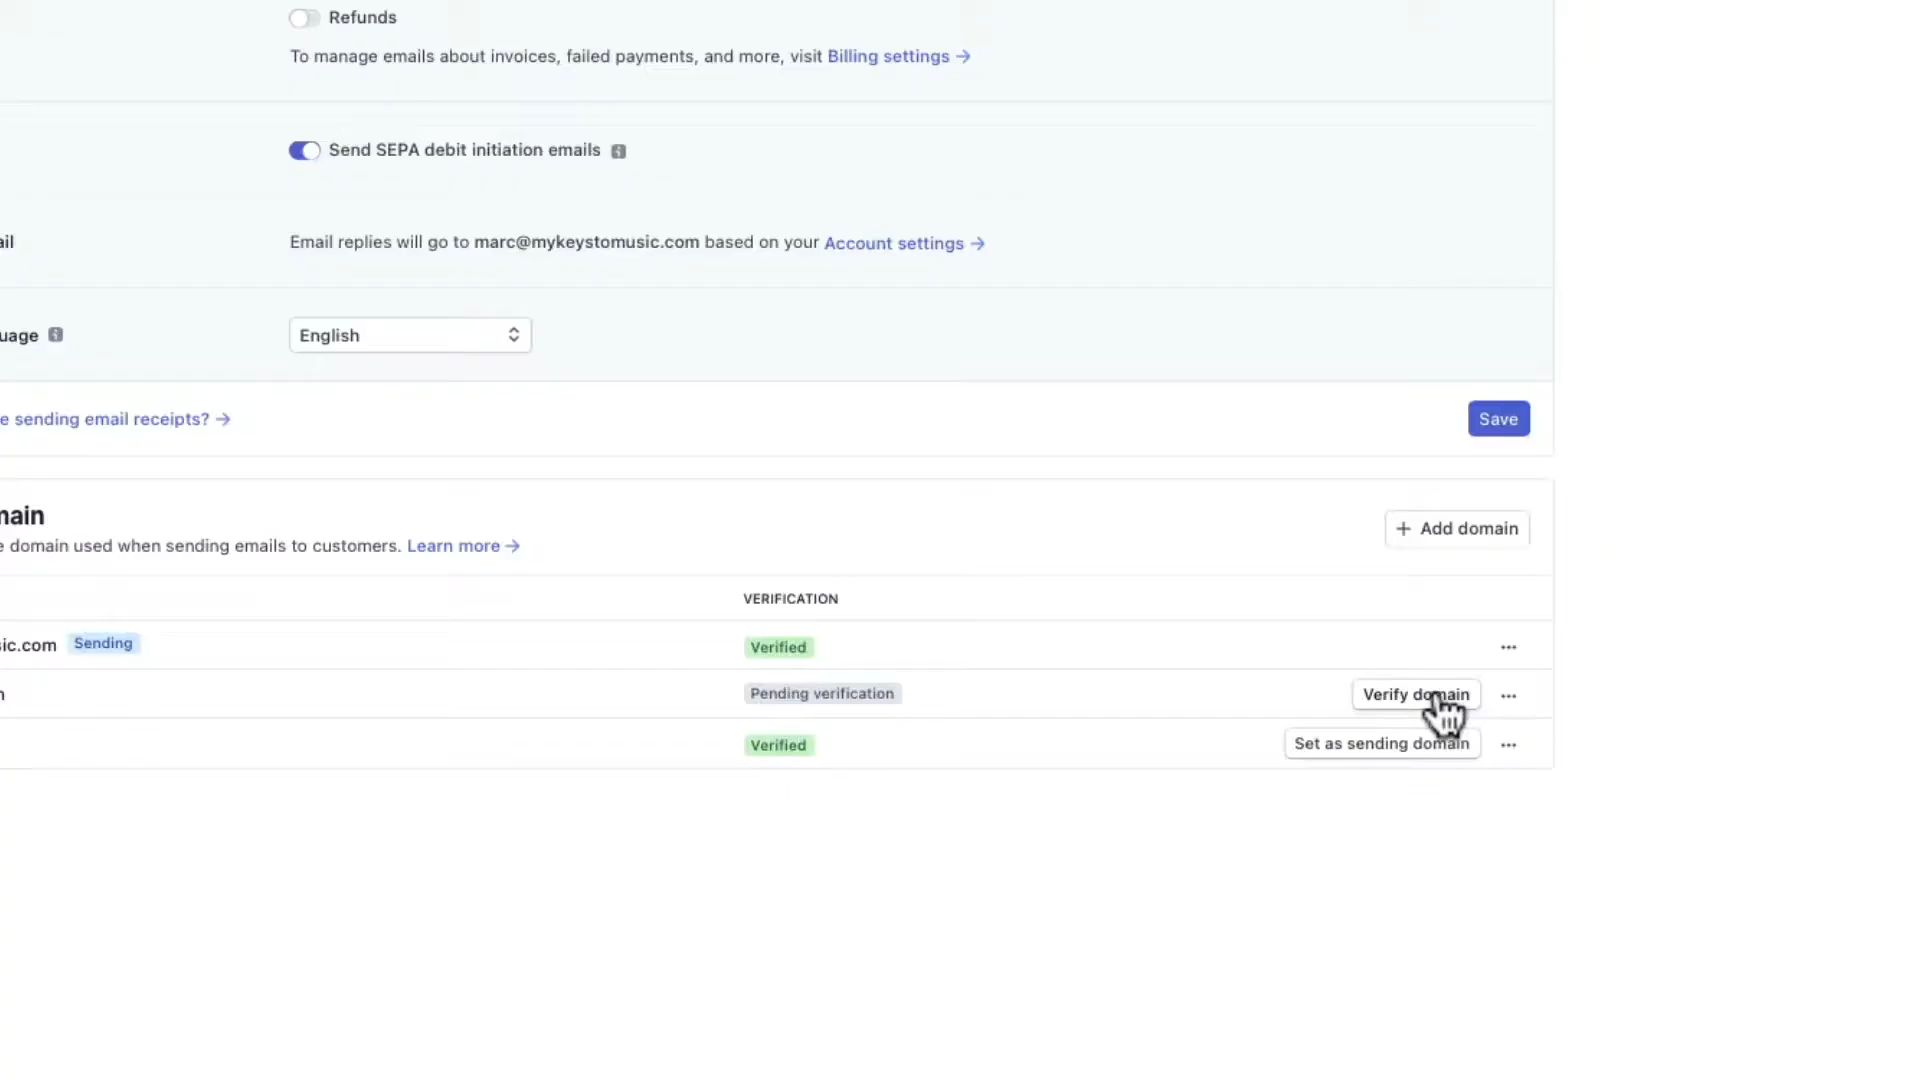 Refunds
To manage emails about invoices, failed payments, and more, visit Billing settings →
Send SEPA debit initiation emails
ail
Email replies will go to marc@mykeystomusic.com based on your Account settings →
uage
English
e sending email receipts? →
Save
main
e domain used when sending emails to customers. Learn more →
+ Add domain
VERIFICATION
sic.com Sending
Verified
Pending verification
Verify domain
Verified
Set as sending domain